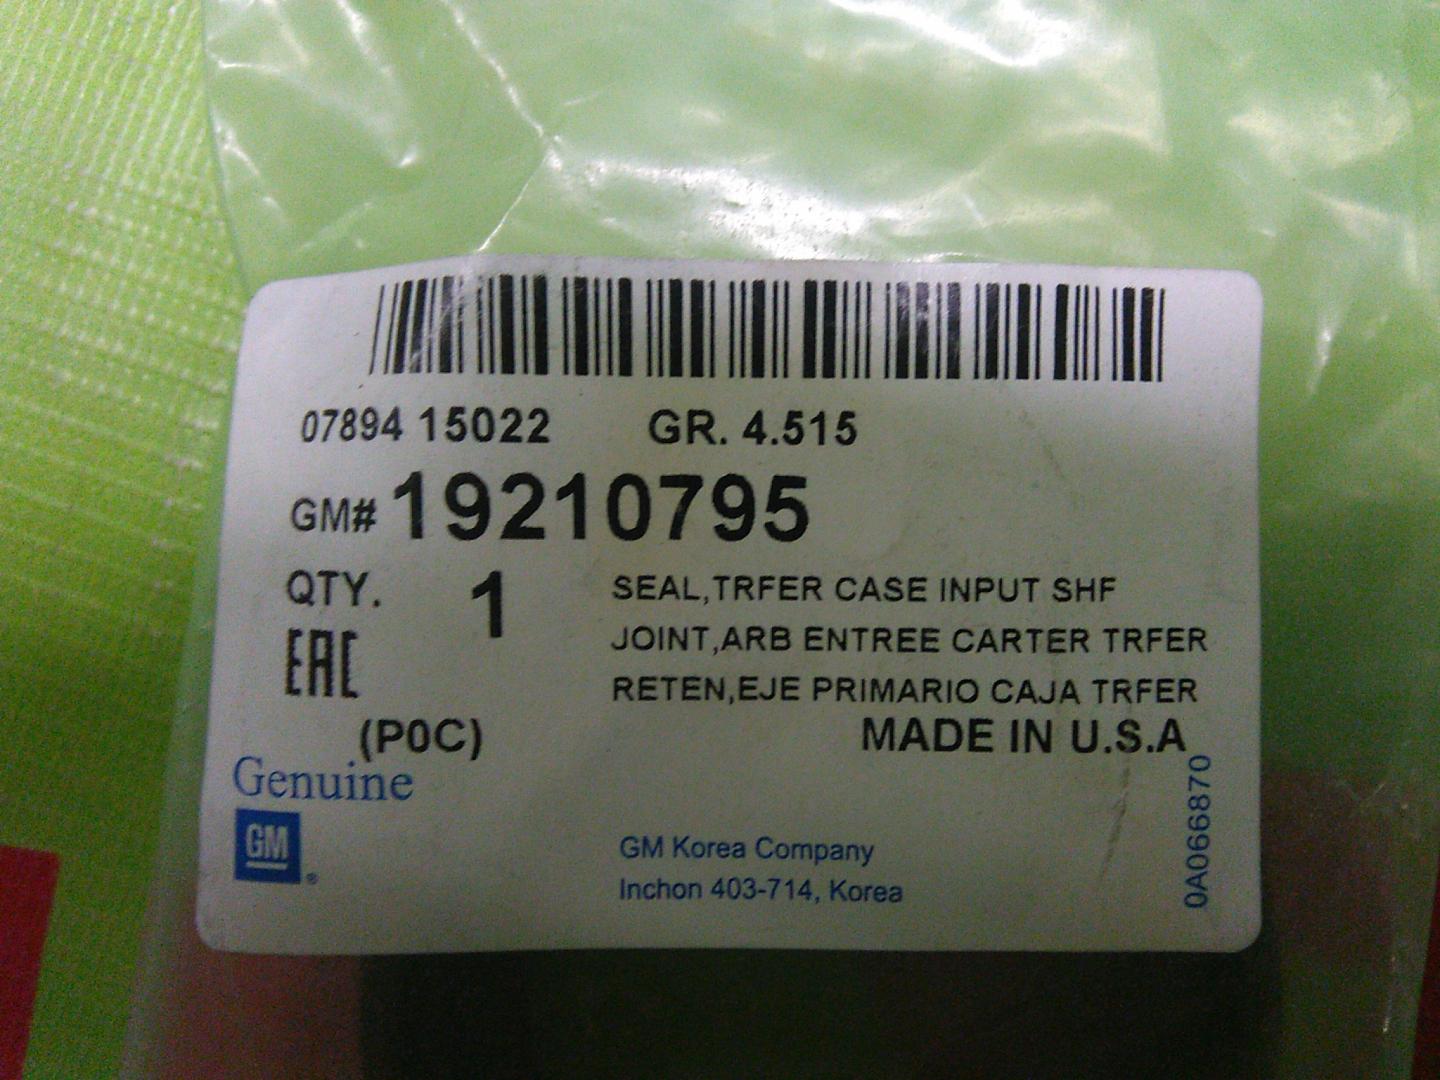 07894 15022 GR. 4.515
GM# 19210795
QTY. 1
SEAL,TRFER CASE INPUT SHF
JOINT,ARB ENTREE CARTER TRFER
RETEN,EJE PRIMARIO CAJA TRFER
EAC
(P0C)
MADE IN U.S.A
Genuine
GM
®
GM Korea Company
Inchon 403-714, Korea
0A066870